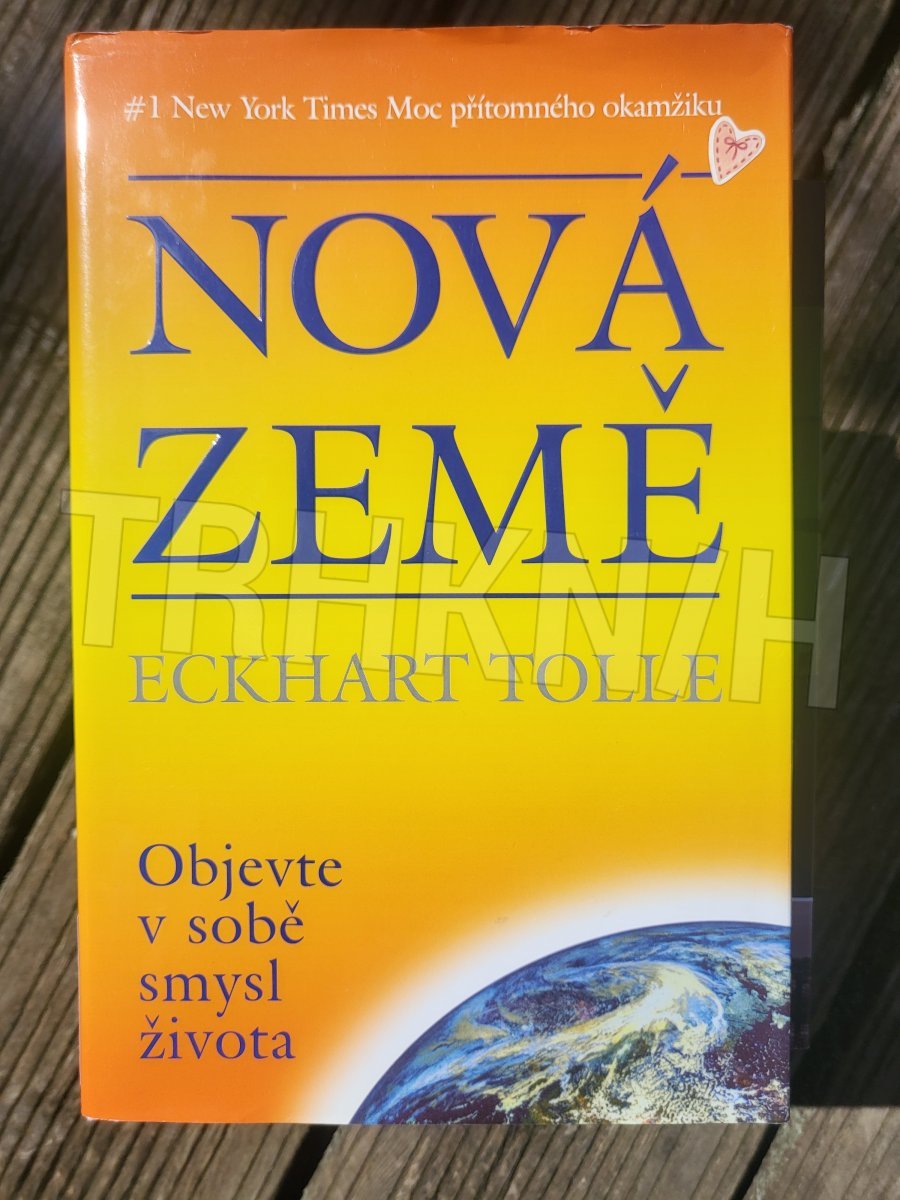 #1 New York Times Moc přítomného okamžiku
NOVÁ
ZEMĚ
TRHKNIH
ECKHART TOLLE
Objevte
v sobě
smysl
života